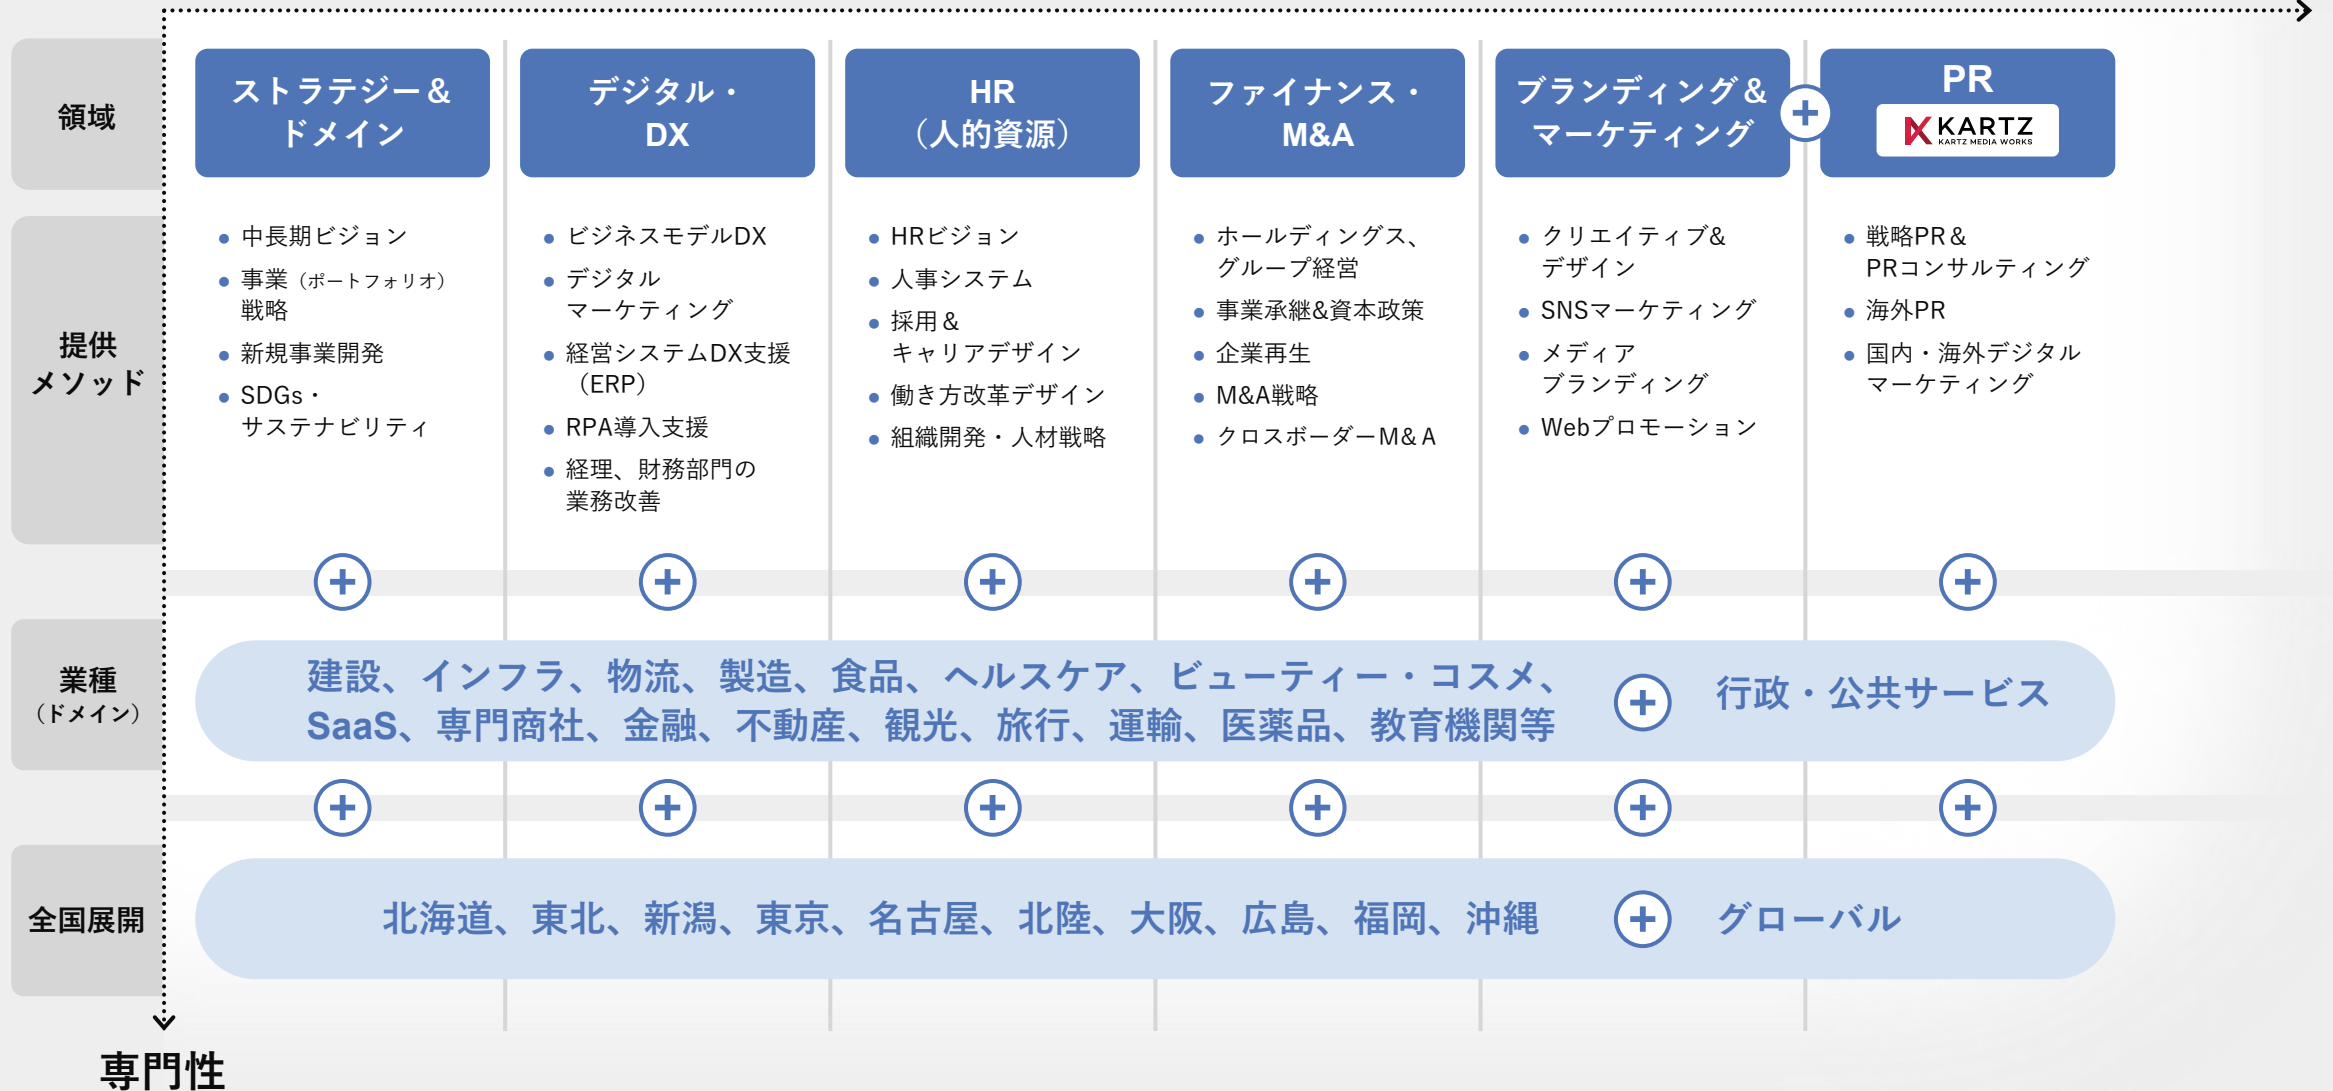 領域
ストラテジー＆
ドメイン
デジタル・
DX
HR
（人的資源）
ファイナンス・
M&A
ブランディング＆
マーケティング
PR
KARTZ
KARTZ MEDIA WORKS
提供
メソッド
中長期ビジョン
事業（ポートフォリオ）
戦略
新規事業開発
SDGs・
サステナビリティ
ビジネスモデルDX
デジタル
マーケティング
経営システムDX支援
（ERP）
RPA導入支援
経理、財務部門の
業務改善
HRビジョン
人事システム
採用＆
キャリアデザイン
働き方改革デザイン
組織開発・人材戦略
ホールディングス、
グループ経営
事業承継&資本政策
企業再生
M&A戦略
クロスボーダーM&A
クリエイティブ&
デザイン
SNSマーケティング
メディア
ブランディング
Webプロモーション
戦略PR＆
PRコンサルティング
海外PR
国内・海外デジタル
マーケティング
業種
（ドメイン）
建設、インフラ、物流、製造、食品、ヘルスケア、ビューティー・コスメ、
SaaS、専門商社、金融、不動産、観光、旅行、運輸、医薬品、教育機関等
行政・公共サービス
全国展開
北海道、東北、新潟、東京、名古屋、北陸、大阪、広島、福岡、沖縄
グローバル
専門性